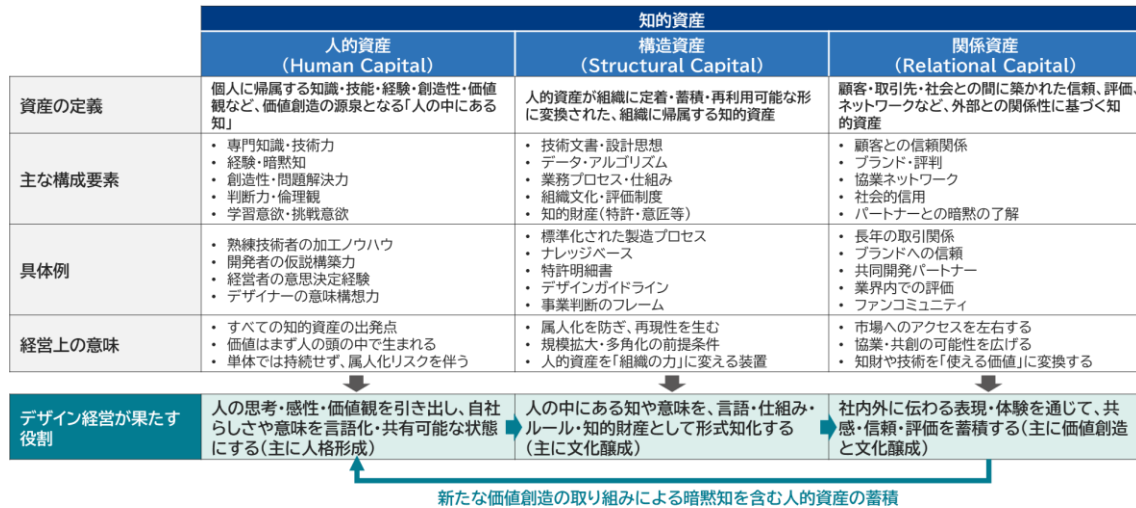 知的資産
人的資産
(Human Capital)
構造資産
(Structural Capital)
関係資産
(Relational Capital)
資産の定義
個人に帰属する知識・技能・経験・創造性・価値
観など、価値創造の源泉となる「人の中にある
知」
人的資産が組織に定着・蓄積・再利用可能な形
に変換された、組織に帰属する知的資産
顧客・取引先・社会との間に築かれた信頼、評価、
ネットワークなど、外部との関係性に基づく知
的資産
主な構成要素
• 専門知識・技術力
• 経験・暗黙知
• 創造性・問題解決力
• 判断力・倫理観
• 学習意欲・挑戦意欲
• 技術文書・設計思想
• データ・アルゴリズム
• 業務プロセス・仕組み
• 組織文化・評価制度
• 知的財産(特許・意匠等)
• 顧客との信頼関係
• ブランド・評判
• 協業ネットワーク
• 社会的信用
• パートナーとの暗黙の了解
具体例
• 熟練技術者の加工ノウハウ
• 開発者の仮説構築力
• 経営者の意思決定経験
• デザイナーの意味構想力
• 標準化された製造プロセス
• ナレッジベース
• 特許明細書
• デザインガイドライン
• 事業判断のフレーム
• 長年の取引関係
• ブランドへの信頼
• 共同開発パートナー
• 業界内での評価
• ファンコミュニティ
経営上の意味
• すべての知的資産の出発点
• 価値はまず人の頭の中で生まれる
• 単体では持続せず、属人化リスクを伴う
• 属人化を防ぎ、再現性を生む
• 規模拡大・多角化の前提条件
• 人的資産を「組織の力」に変える装置
• 市場へのアクセスを左右する
• 協業・共創の可能性を広げる
• 知財や技術を「使える価値」に変換する
デザイン経営が果たす
役割
人の思考・感性・価値観を引き出し、自社
らしさや意味を言語化・共有可能な状態
にする(主に人格形成)
人の中にある知や意味を、言語・仕組み・
ルール・知的財産として形式知化する
(主に文化醸成)
社内外に伝わる表現・体験を通じて、共
感・信頼・評価を蓄積する(主に価値創造
と文化醸成)
新たな価値創造の取り組みによる暗黙知を含む人的資産の蓄積